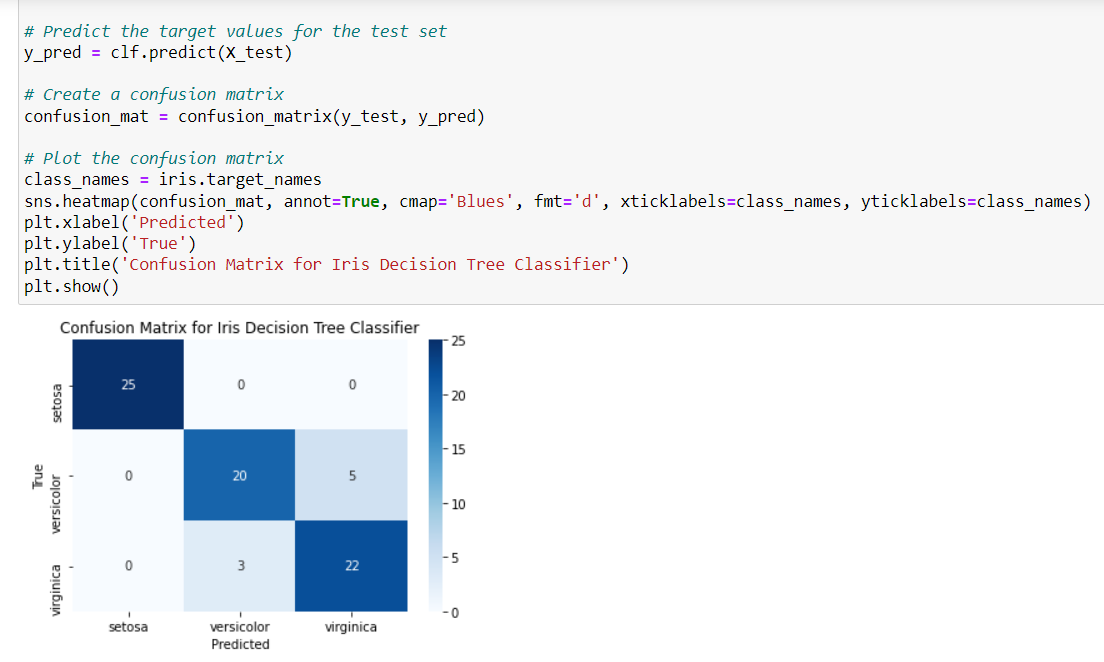 # Predict the target values for the test set
y_pred = clf.predict(X_test)
# Create a confusion matrix
confusion_mat = confusion_matrix(y_test, y_pred)
# Plot the confusion matrix
class_names = iris.target_names
sns.heatmap(confusion_mat, annot=True, cmap='Blues', fmt='d', xticklabels=class_names, yticklabels=class_names)
plt.xlabel('Predicted')
plt.ylabel('True')
plt.title('Confusion Matrix for Iris Decision Tree Classifier')
plt.show()
Confusion Matrix for Iris Decision Tree Classifier
True
setosa
25 0 0
versicolor
0 20 5
virginica
0 3 22
setosa versicolor virginica
Predicted
25
20
15
10
5
0